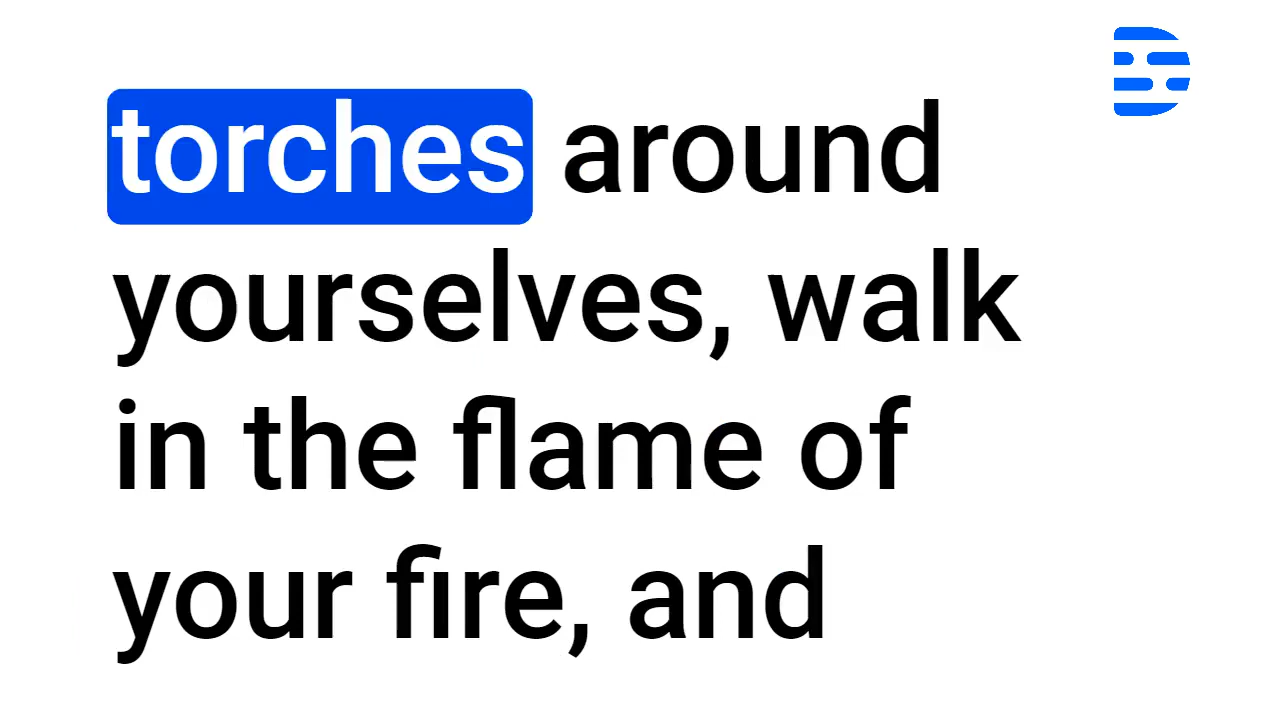 torches around
yourselves, walk
in the flame of
your fire, and